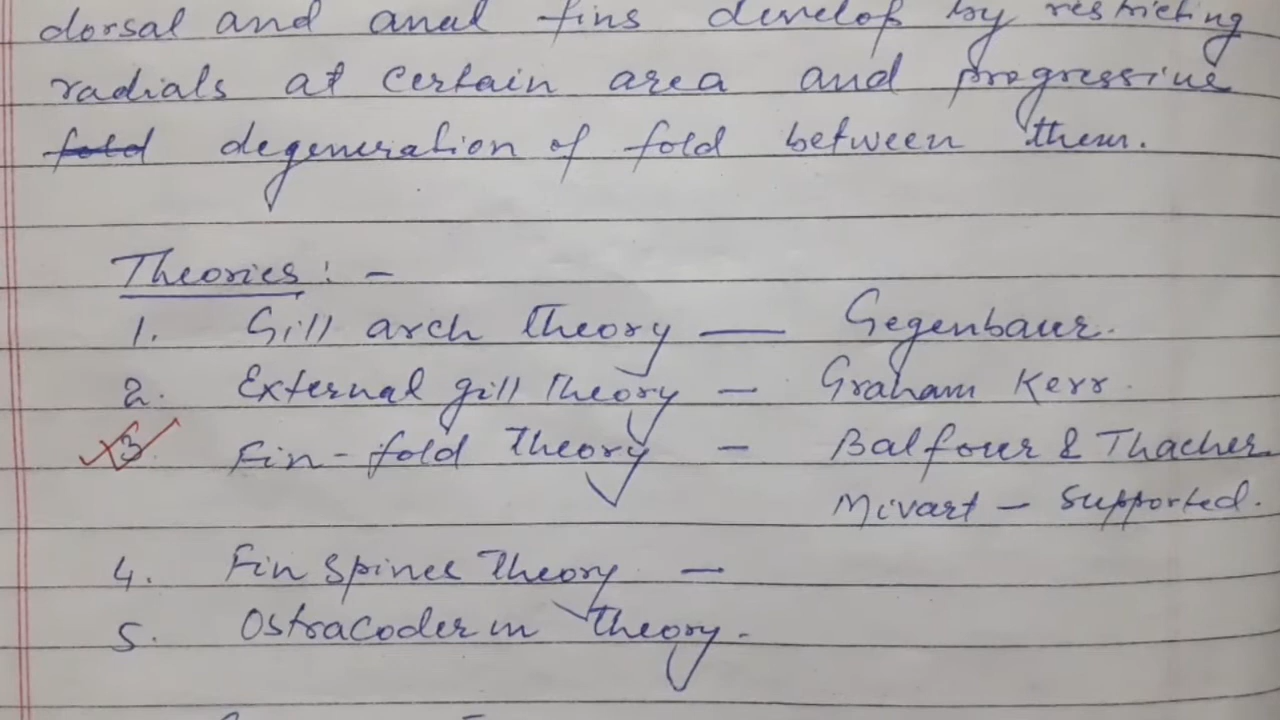 dorsal and anal fins develop by restricting
radials at certain area and progressive
fold degeneration of fold between them.
Theories: -
1. Gill arch Theory — Gegenbaur.
2. External gill Theory — Graham Kerr.
3. Fin-fold Theory — Balfour & Thacher
Mivart — Supported.
4. Fin Spines Theory —
5. Ostracoderm Theory.